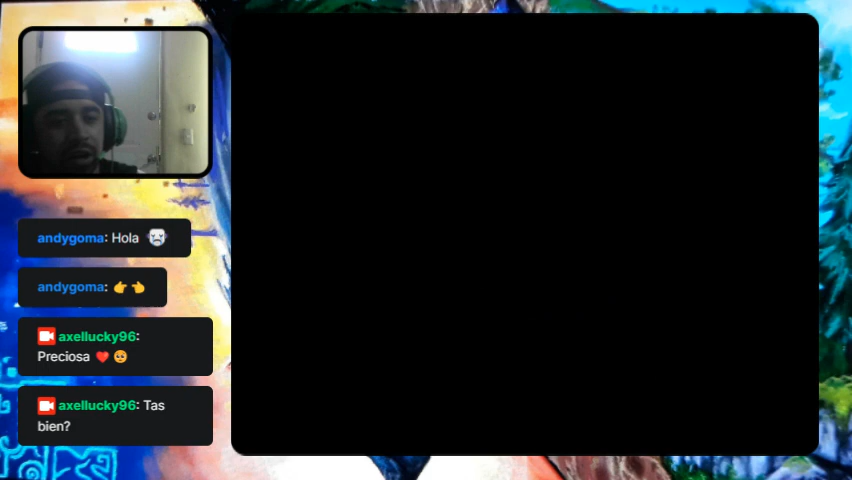 andygoma: Hola
andygoma:
axellucky96:
Preciosa
axellucky96: Tas
bien?